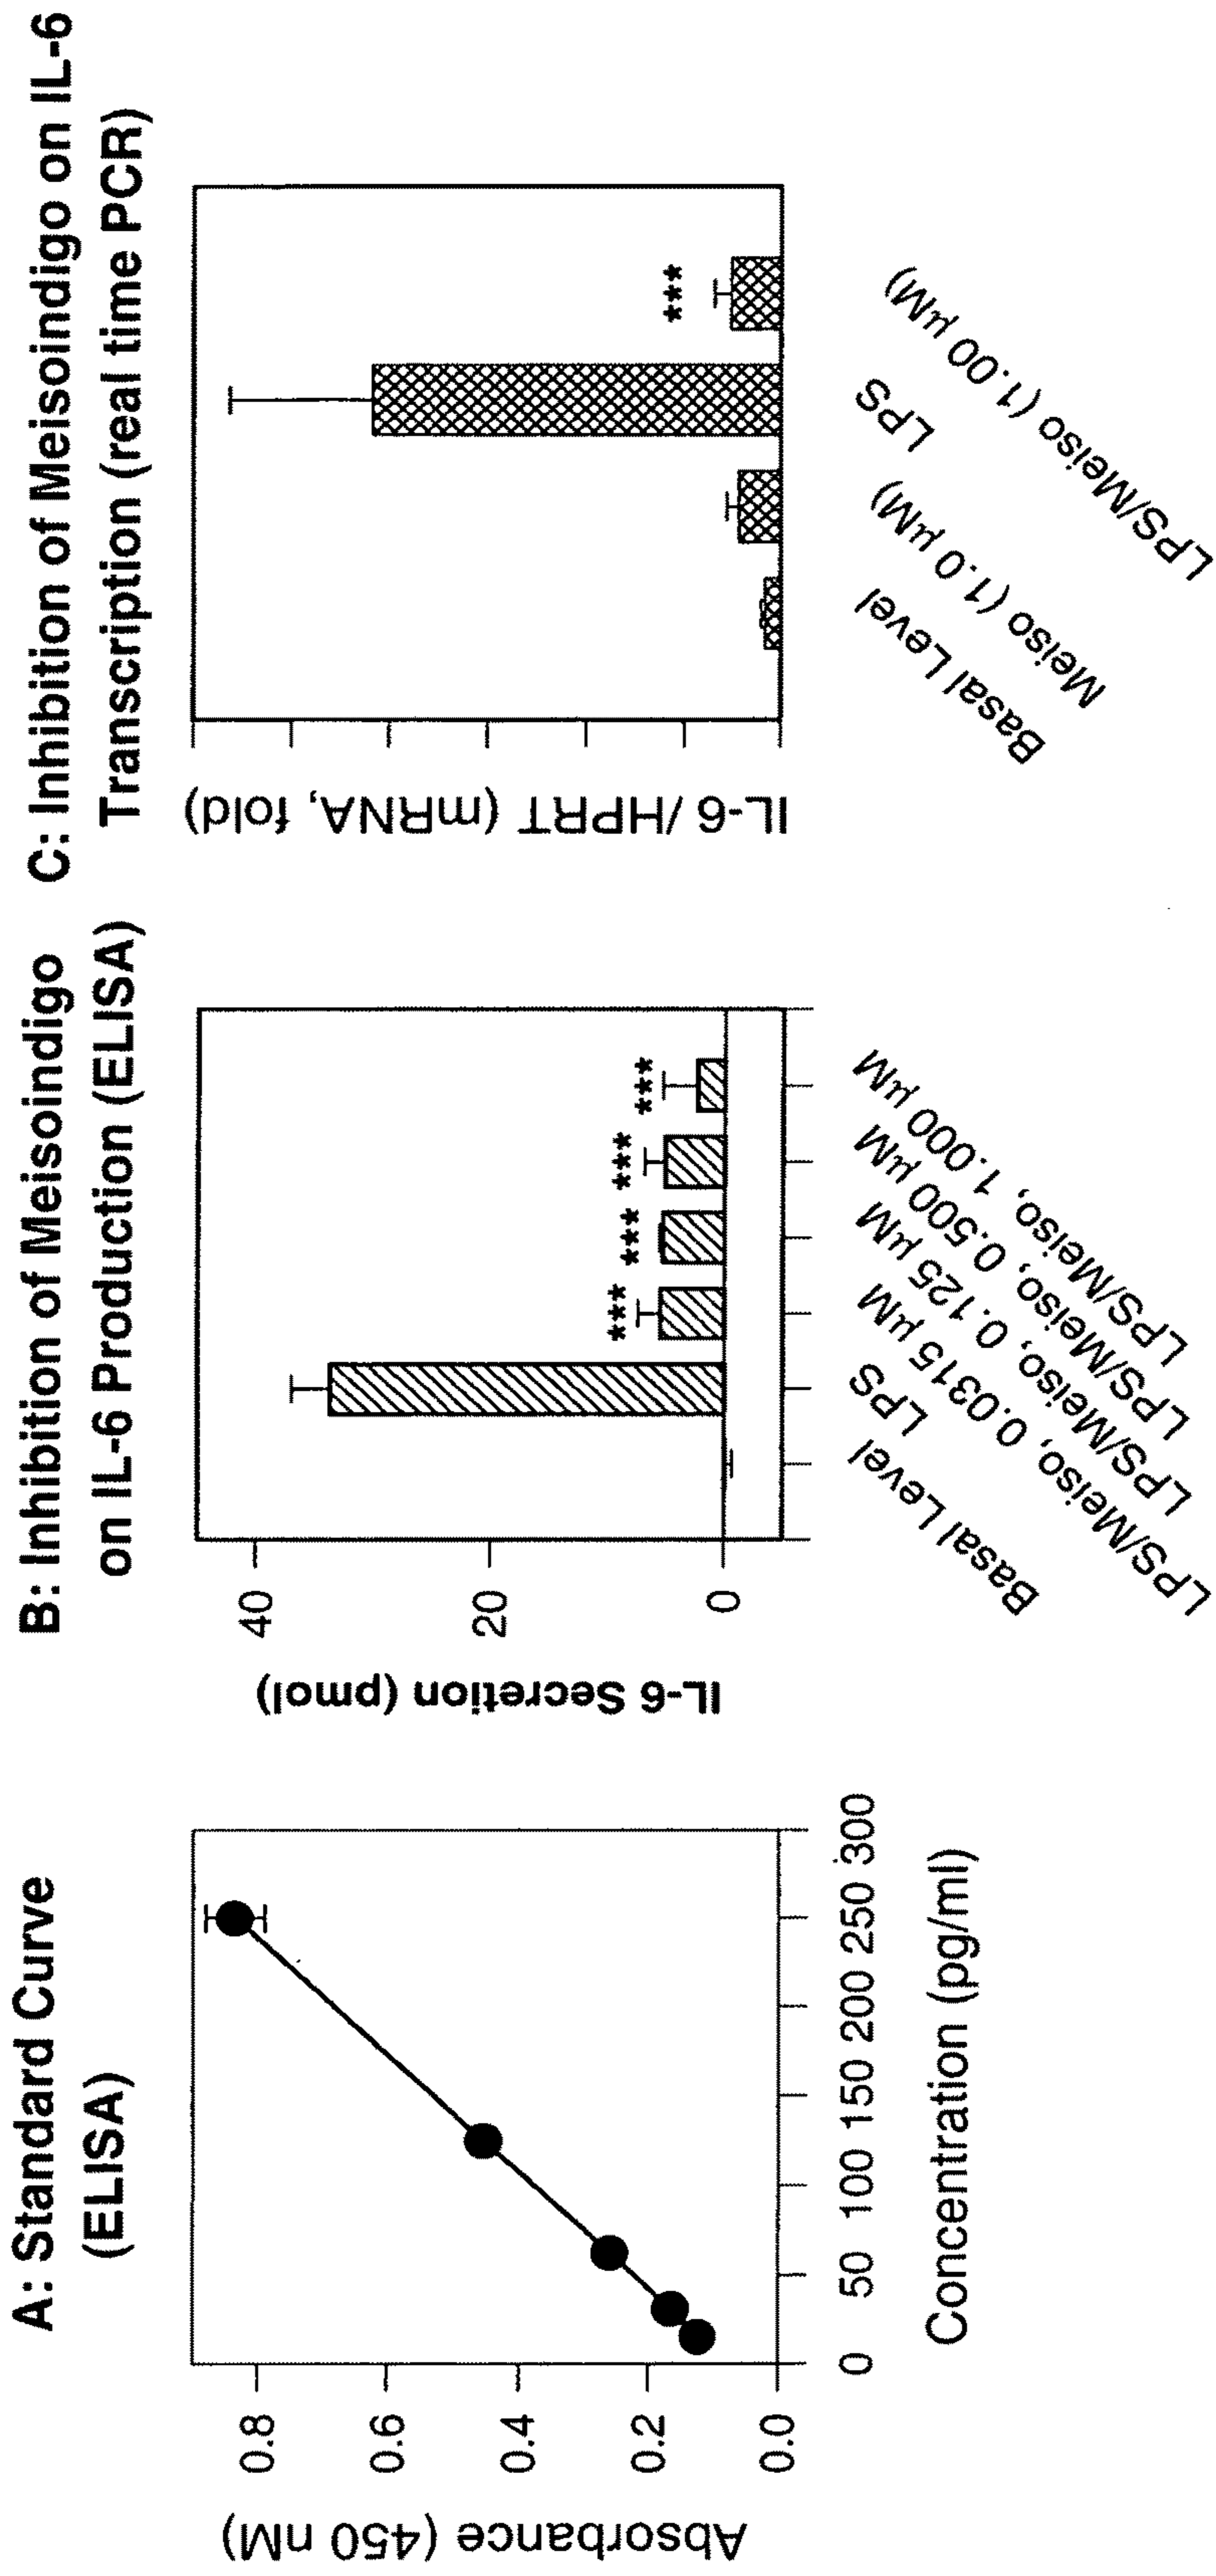 A: Standard Curve
(ELISA)
Absorbance (450 nM)
0.8
0.6
0.4
0.2
0.0
0 50 100 150 200 250 300
Concentration (pg/ml)
B: Inhibition of Meisoindigo
on IL-6 Production (ELISA)
IL-6 Secretion (pmol)
40
20
0
***
***
***
***
Basal Level
LPS
LPS/Meiso, 0.0315 μM
LPS/Meiso, 0.125 μM
LPS/Meiso, 0.500 μM
LPS/Meiso, 1.000 μM
C: Inhibition of Meisoindigo on IL-6
Transcription (real time PCR)
IL-6 / HPRT (mRNA, fold)
***
Basal Level
Meiso (1.0 μM)
LPS
LPS/Meiso (1.00 μM)